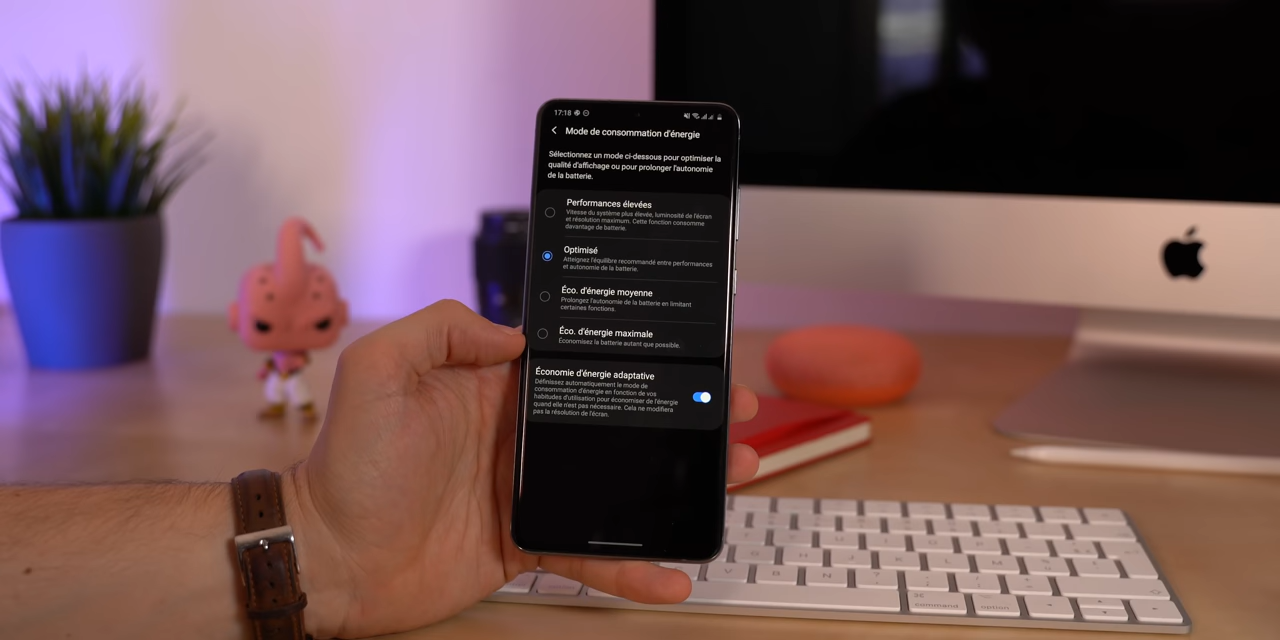 17:18
Mode de consommation d'énergie
Sélectionnez un mode ci-dessous pour optimiser la
qualité d'affichage ou pour prolonger l'autonomie
de la batterie.
Performances élevées
Vitesse du système plus élevée, luminosité de l'écran
et résolution maximum. Cette fonction consomme
davantage de batterie.
Optimisé
Atteignez l'équilibre recommandé entre performances
et autonomie de la batterie.
Éco. d'énergie moyenne
Prolongez l'autonomie de la batterie en limitant
certaines fonctions.
Éco. d'énergie maximale
Économisez la batterie autant que possible.
Économie d'énergie adaptative
Définissez automatiquement le mode de
consommation d'énergie en fonction de vos
habitudes d'utilisation pour économiser de l'énergie
quand elle n'est pas nécessaire. Cela ne modifiera
pas la résolution de l'écran.
V B N
command option